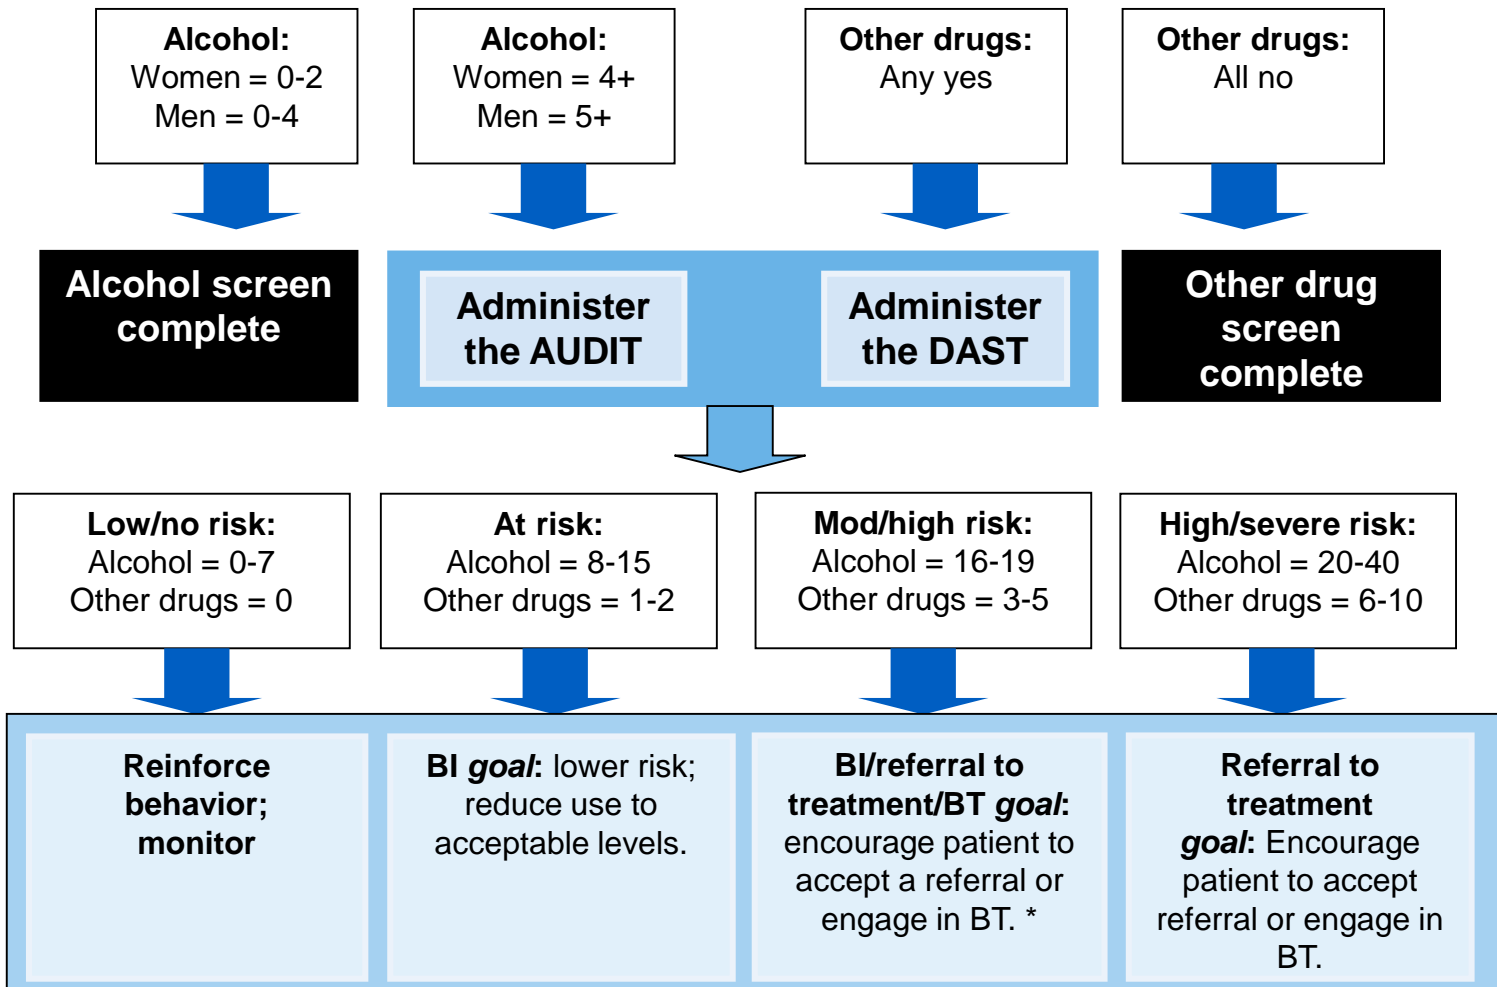 Alcohol:
Women = 0-2
Men = 0-4
Alcohol:
Women = 4+
Men = 5+
Other drugs:
Any yes
Other drugs:
All no
Alcohol screen
complete
Administer
the AUDIT
Administer
the DAST
Other drug
screen
complete
Low/no risk:
Alcohol = 0-7
Other drugs = 0
At risk:
Alcohol = 8-15
Other drugs = 1-2
Mod/high risk:
Alcohol = 16-19
Other drugs = 3-5
High/severe risk:
Alcohol = 20-40
Other drugs = 6-10
Reinforce
behavior;
monitor
BI goal: lower risk;
reduce use to
acceptable levels.
BI/referral to
treatment/BT goal:
encourage patient to
accept a referral or
engage in BT. *
Referral to
treatment
goal: Encourage
patient to accept
referral or engage in
BT.